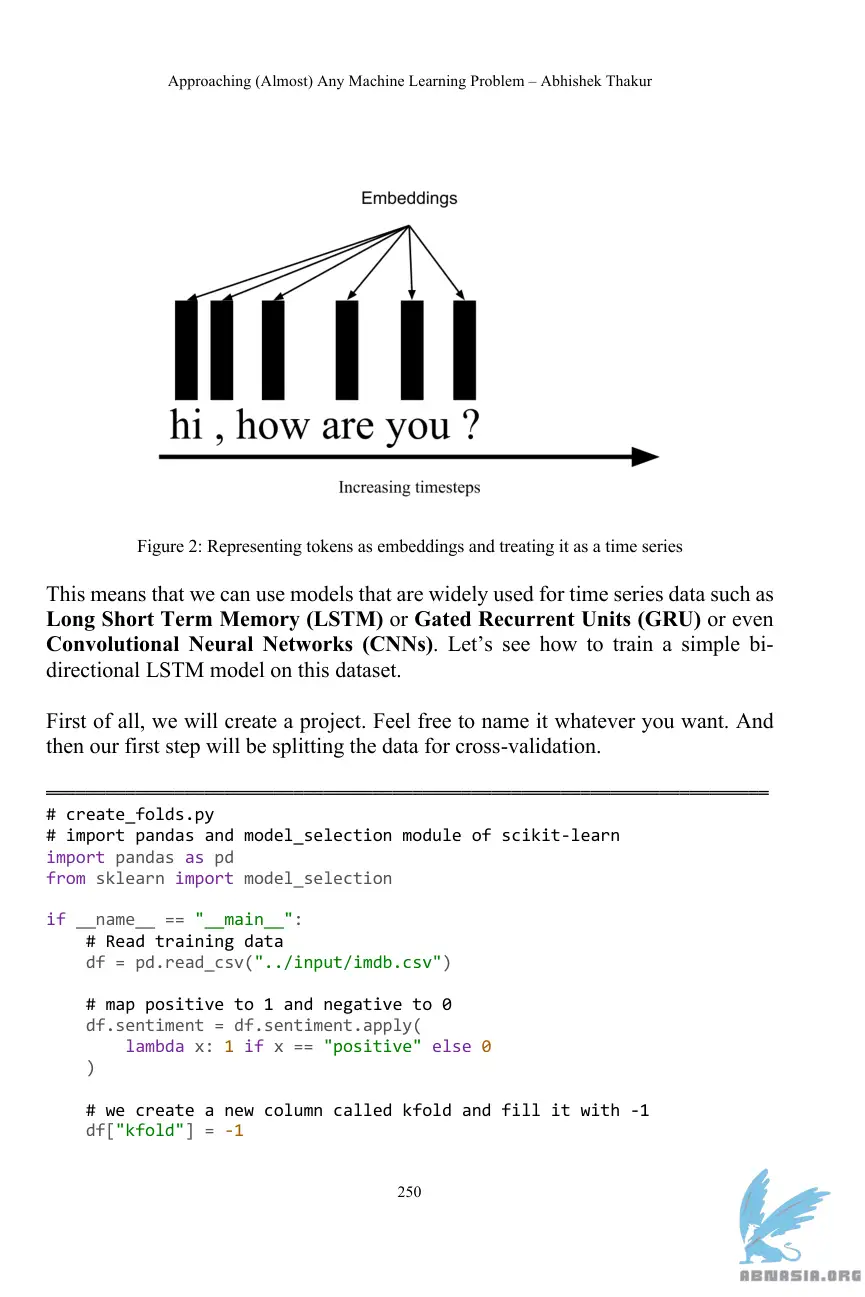 Approaching (Almost) Any Machine Learning Problem – Abhishek Thakur
Embeddings
hi , how are you ?
Increasing timesteps
Figure 2: Representing tokens as embeddings and treating it as a time series
This means that we can use models that are widely used for time series data such as
Long Short Term Memory (LSTM) or Gated Recurrent Units (GRU) or even
Convolutional Neural Networks (CNNs). Let’s see how to train a simple bi-
directional LSTM model on this dataset.
First of all, we will create a project. Feel free to name it whatever you want. And
then our first step will be splitting the data for cross-validation.
# create_folds.py
# import pandas and model_selection module of scikit-learn
import pandas as pd
from sklearn import model_selection
if __name__ == "__main__":
    # Read training data
    df = pd.read_csv("../input/imdb.csv")
    # map positive to 1 and negative to 0
    df.sentiment = df.sentiment.apply(
        lambda x: 1 if x == "positive" else 0
    )
    # we create a new column called kfold and fill it with -1
    df["kfold"] = -1
250
ABNASIA.ORG